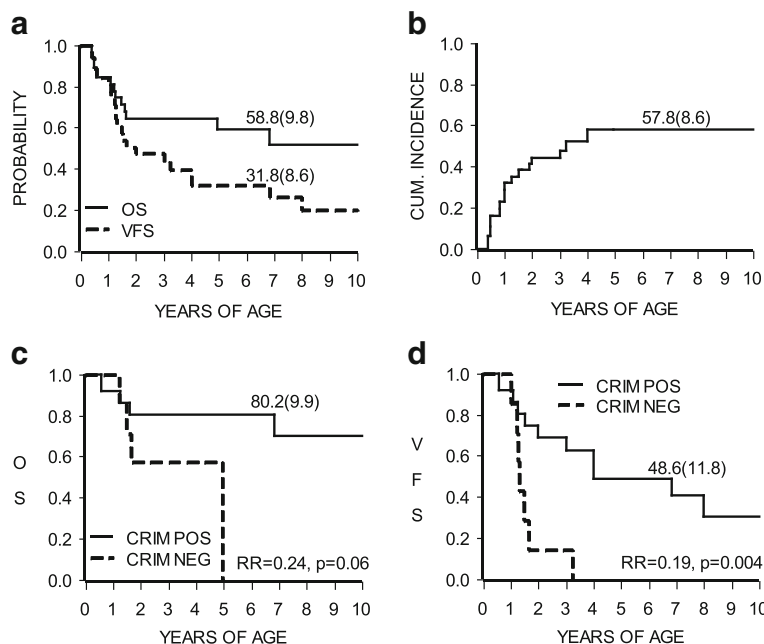 a
PROBABILITY
1.0
0.8
0.6
0.4
0.2
0.0
58.8(9.8)
31.8(8.6)
OS
VFS
0 1 2 3 4 5 6 7 8 9 10
YEARS OF AGE
b
CUM. INCIDENCE
1.0
0.8
0.6
0.4
0.2
0.0
57.8(8.6)
0 1 2 3 4 5 6 7 8 9 10
YEARS OF AGE
c
O
S
1.0
0.8
0.6
0.4
0.2
0.0
80.2(9.9)
CRIM POS
CRIM NEG
RR=0.24, p=0.06
0 1 2 3 4 5 6 7 8 9 10
YEARS OF AGE
d
V
F
S
1.0
0.8
0.6
0.4
0.2
0.0
CRIM POS
CRIM NEG
48.6(11.8)
RR=0.19, p=0.004
0 1 2 3 4 5 6 7 8 9 10
YEARS OF AGE